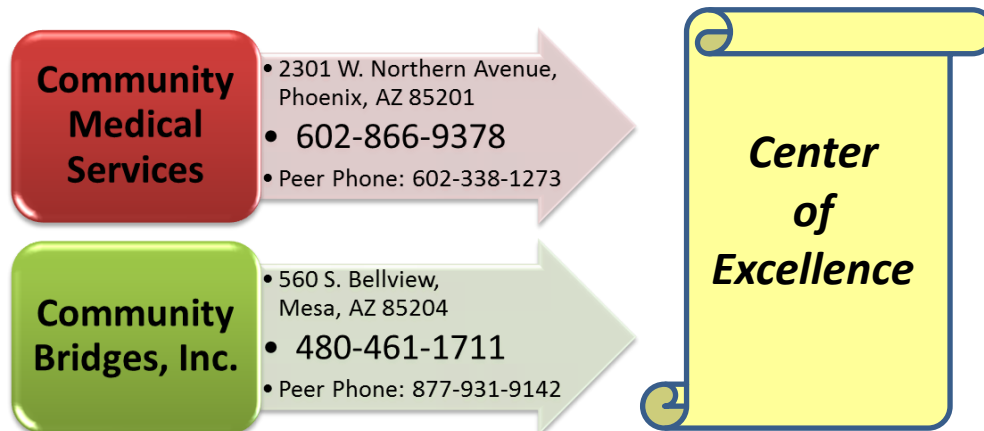 Community
Medical
Services
• 2301 W. Northern Avenue,
Phoenix, AZ 85201
• 602-866-9378
• Peer Phone: 602-338-1273
Community
Bridges, Inc.
• 560 S. Bellview,
Mesa, AZ 85204
• 480-461-1711
• Peer Phone: 877-931-9142
Center
of
Excellence